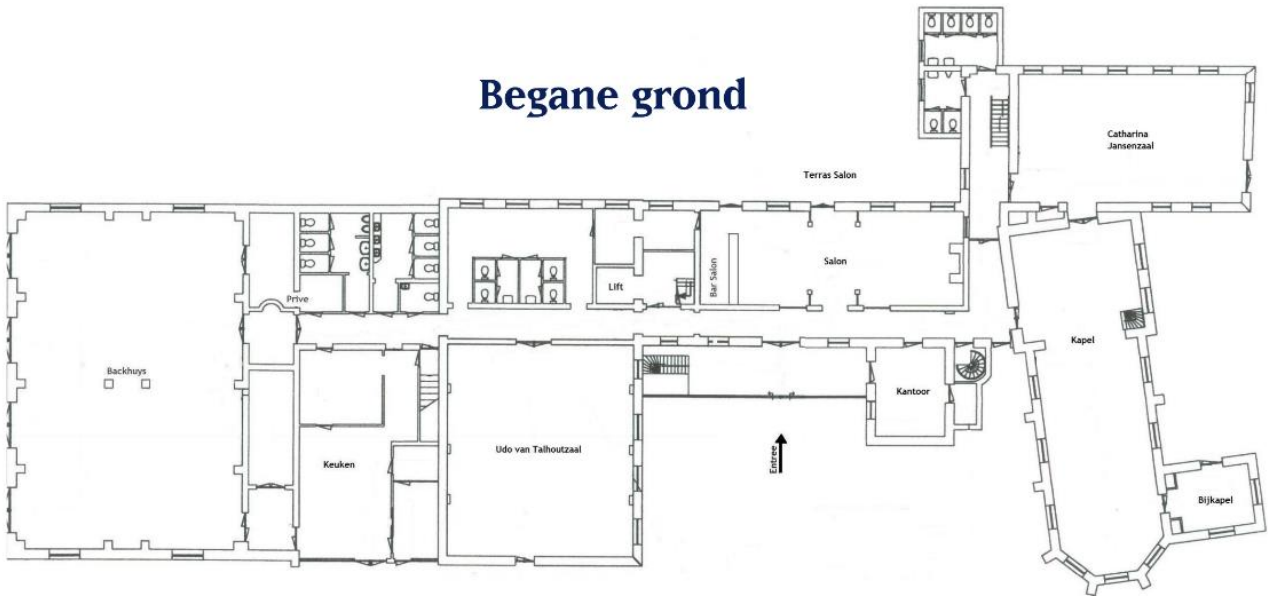 Begane grond
Catharina
Jansenzaal
Terras Salon
Salon
Bar Salon
Lift
Prive
Kapel
Backhuys
Kantoor
Udo van Talhoutzaal
Keuken
Entree
Bijkapel